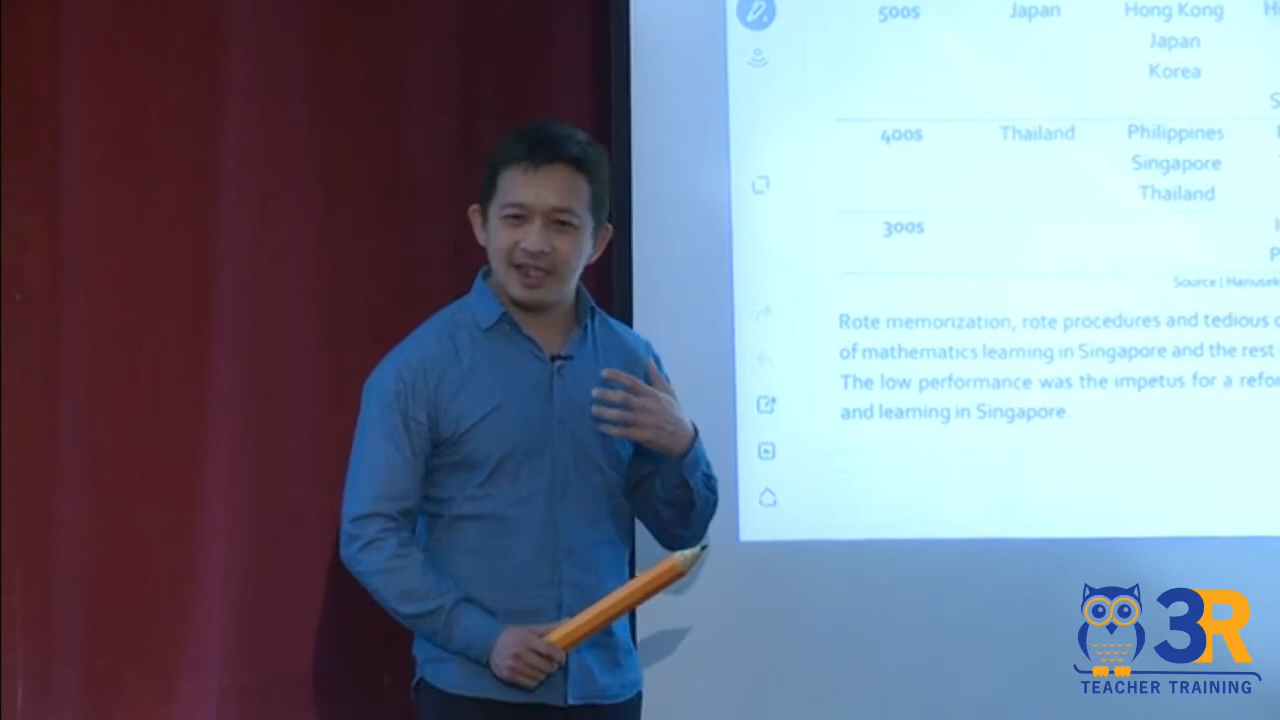 500s Japan Hong Kong
Japan
Korea
400s Thailand Philippines
Singapore
Thailand
300s
Source | Hanusek
Rote memorization, rote procedures and tedious
of mathematics learning in Singapore and the rest
The low performance was the impetus for a refor
and learning in Singapore.
3R
TEACHER TRAINING